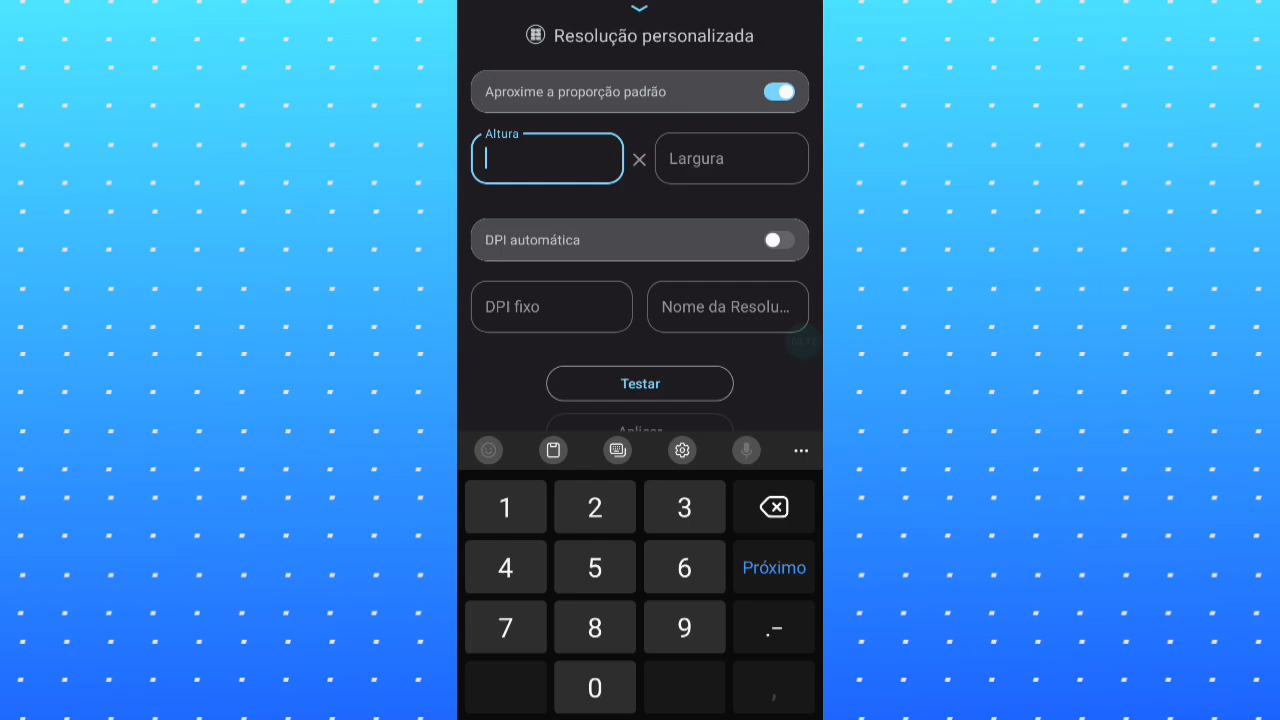 Resolução personalizada
Aproxime a proporção padrão
Altura
Largura
DPI automática
DPI fixo
Nome da Resolu...
Testar
Aplicar
1 2 3
4 5 6 Próximo
7 8 9 .-
0 ,